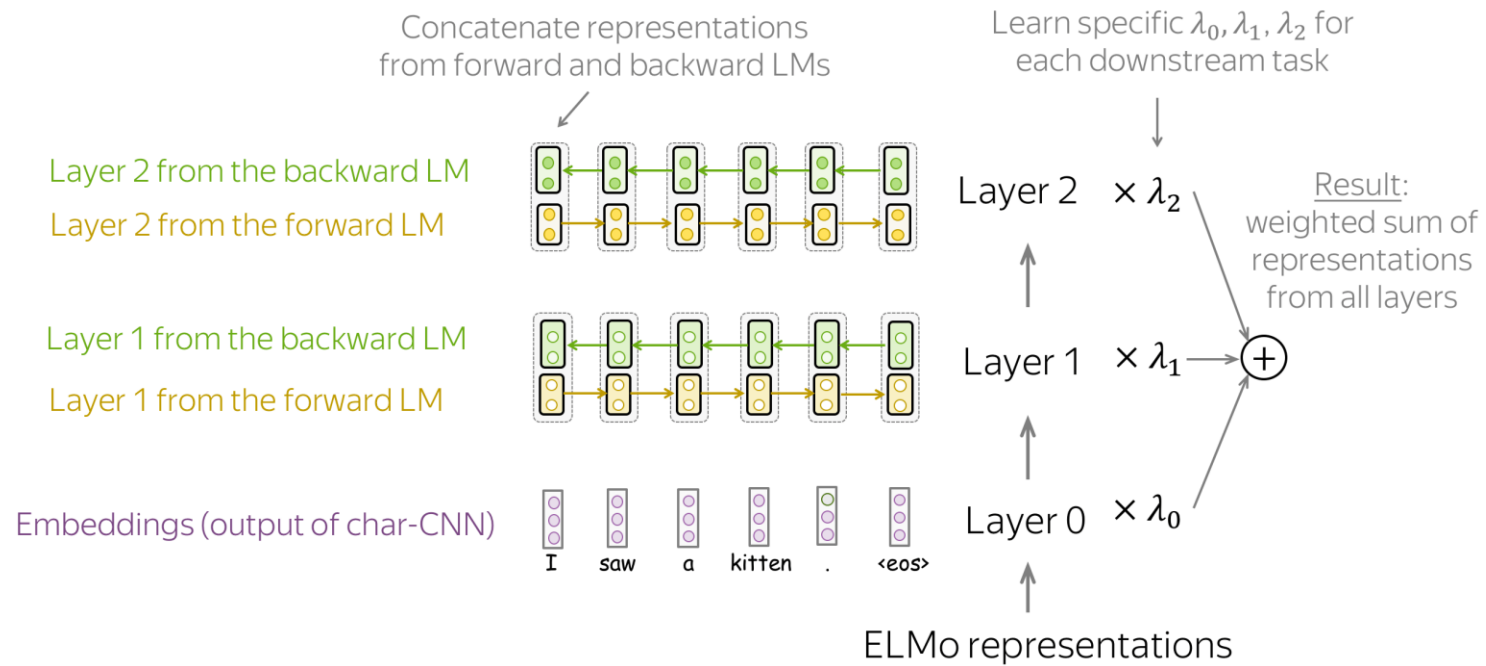 Concatenate representations
from forward and backward LMs
Learn specific λ₀, λ₁, λ₂ for
each downstream task
Layer 2 from the backward LM
Layer 2 from the forward LM
Layer 2 × λ₂
Result:
weighted sum of
representations
from all layers
Layer 1 from the backward LM
Layer 1 from the forward LM
Layer 1 × λ₁
+
Embeddings (output of char-CNN)
Layer 0 × λ₀
I saw a kitten . <eos>
ELMo representations